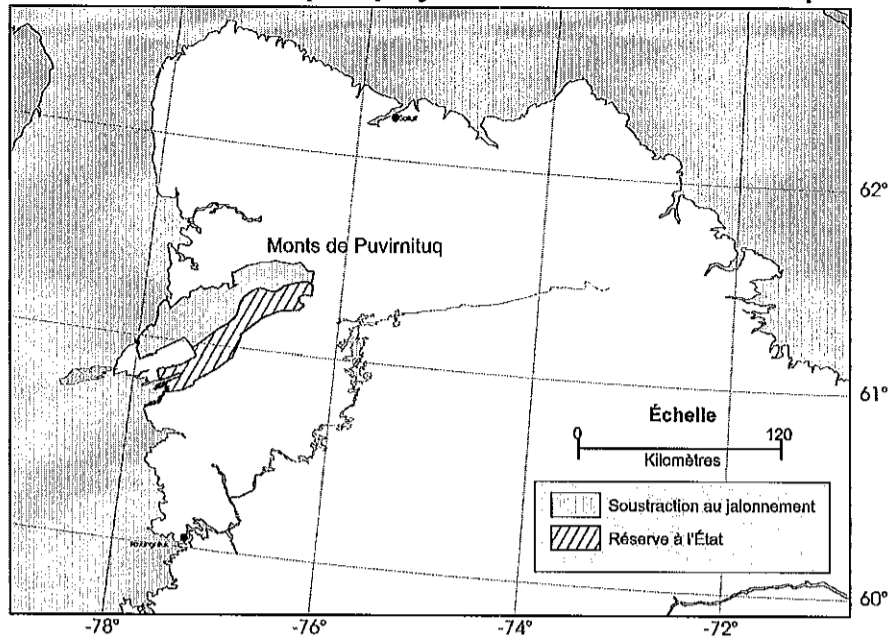 Monts de Puvirnituq
62°
61°
Échelle
0 120
Kilomètres
Soustraction au jalonnement
Réserve à l'État
60°
-78° -76° -74° -72°